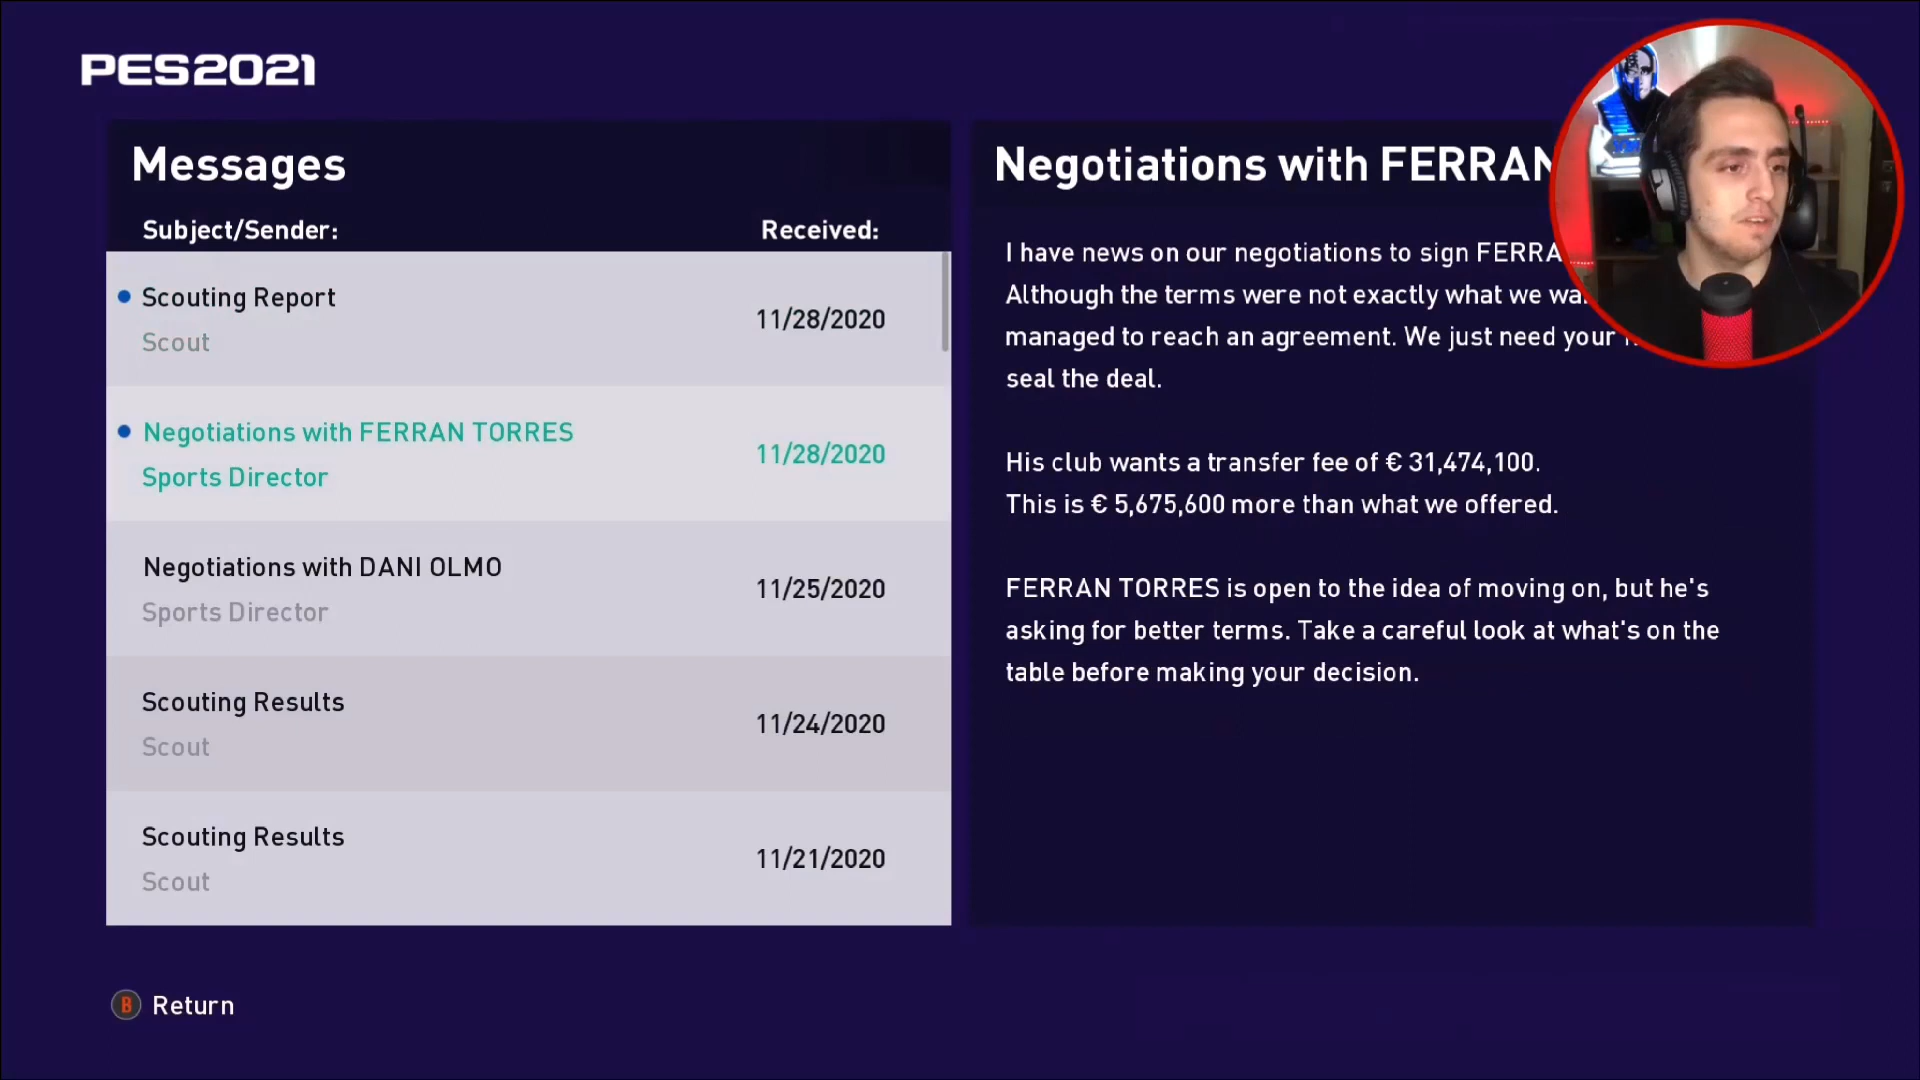 PES2021
Messages
Subject/Sender: Received:
Scouting Report
Scout
11/28/2020
Negotiations with FERRAN TORRES
Sports Director
11/28/2020
Negotiations with DANI OLMO
Sports Director
11/25/2020
Scouting Results
Scout
11/24/2020
Scouting Results
Scout
11/21/2020
Negotiations with FERRAN
I have news on our negotiations to sign
Although the terms were not exactly what we
managed to reach an agreement. We just need your
seal the deal.
His club wants a transfer fee of € 31,474,100.
This is € 5,675,600 more than what we offered.
FERRAN TORRES is open to the idea of moving on, but he's
asking for better terms. Take a careful look at what's on the
table before making your decision.
B Return